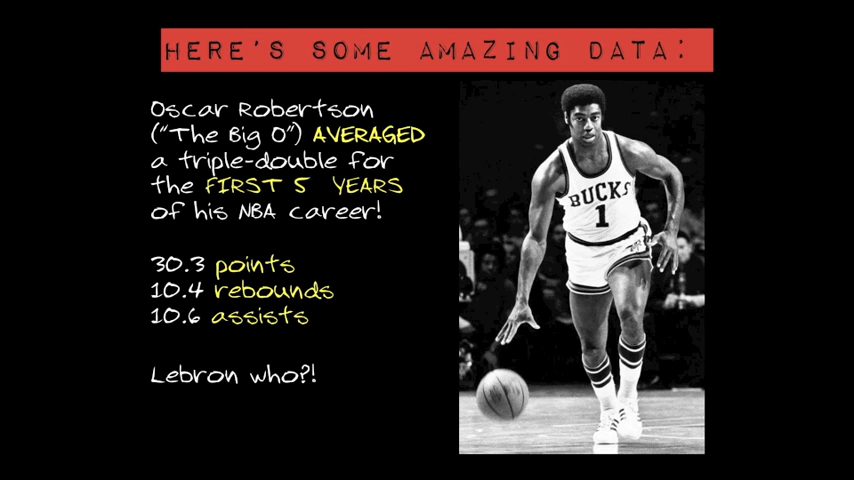 HERE'S SOME AMAZING DATA:
Oscar Robertson
("The Big O") AVERAGED
a triple-double for
the FIRST 5 YEARS
of his NBA career!
30.3 points
10.4 rebounds
10.6 assists
Lebron who?!
BUCKS
1